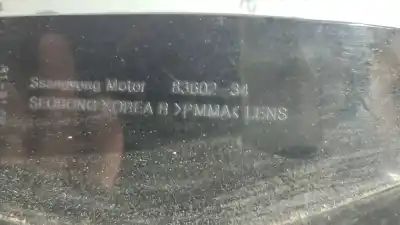 Ssangyong Motor 83602-34
SEOBONG KOREA R >PMMA< LENS